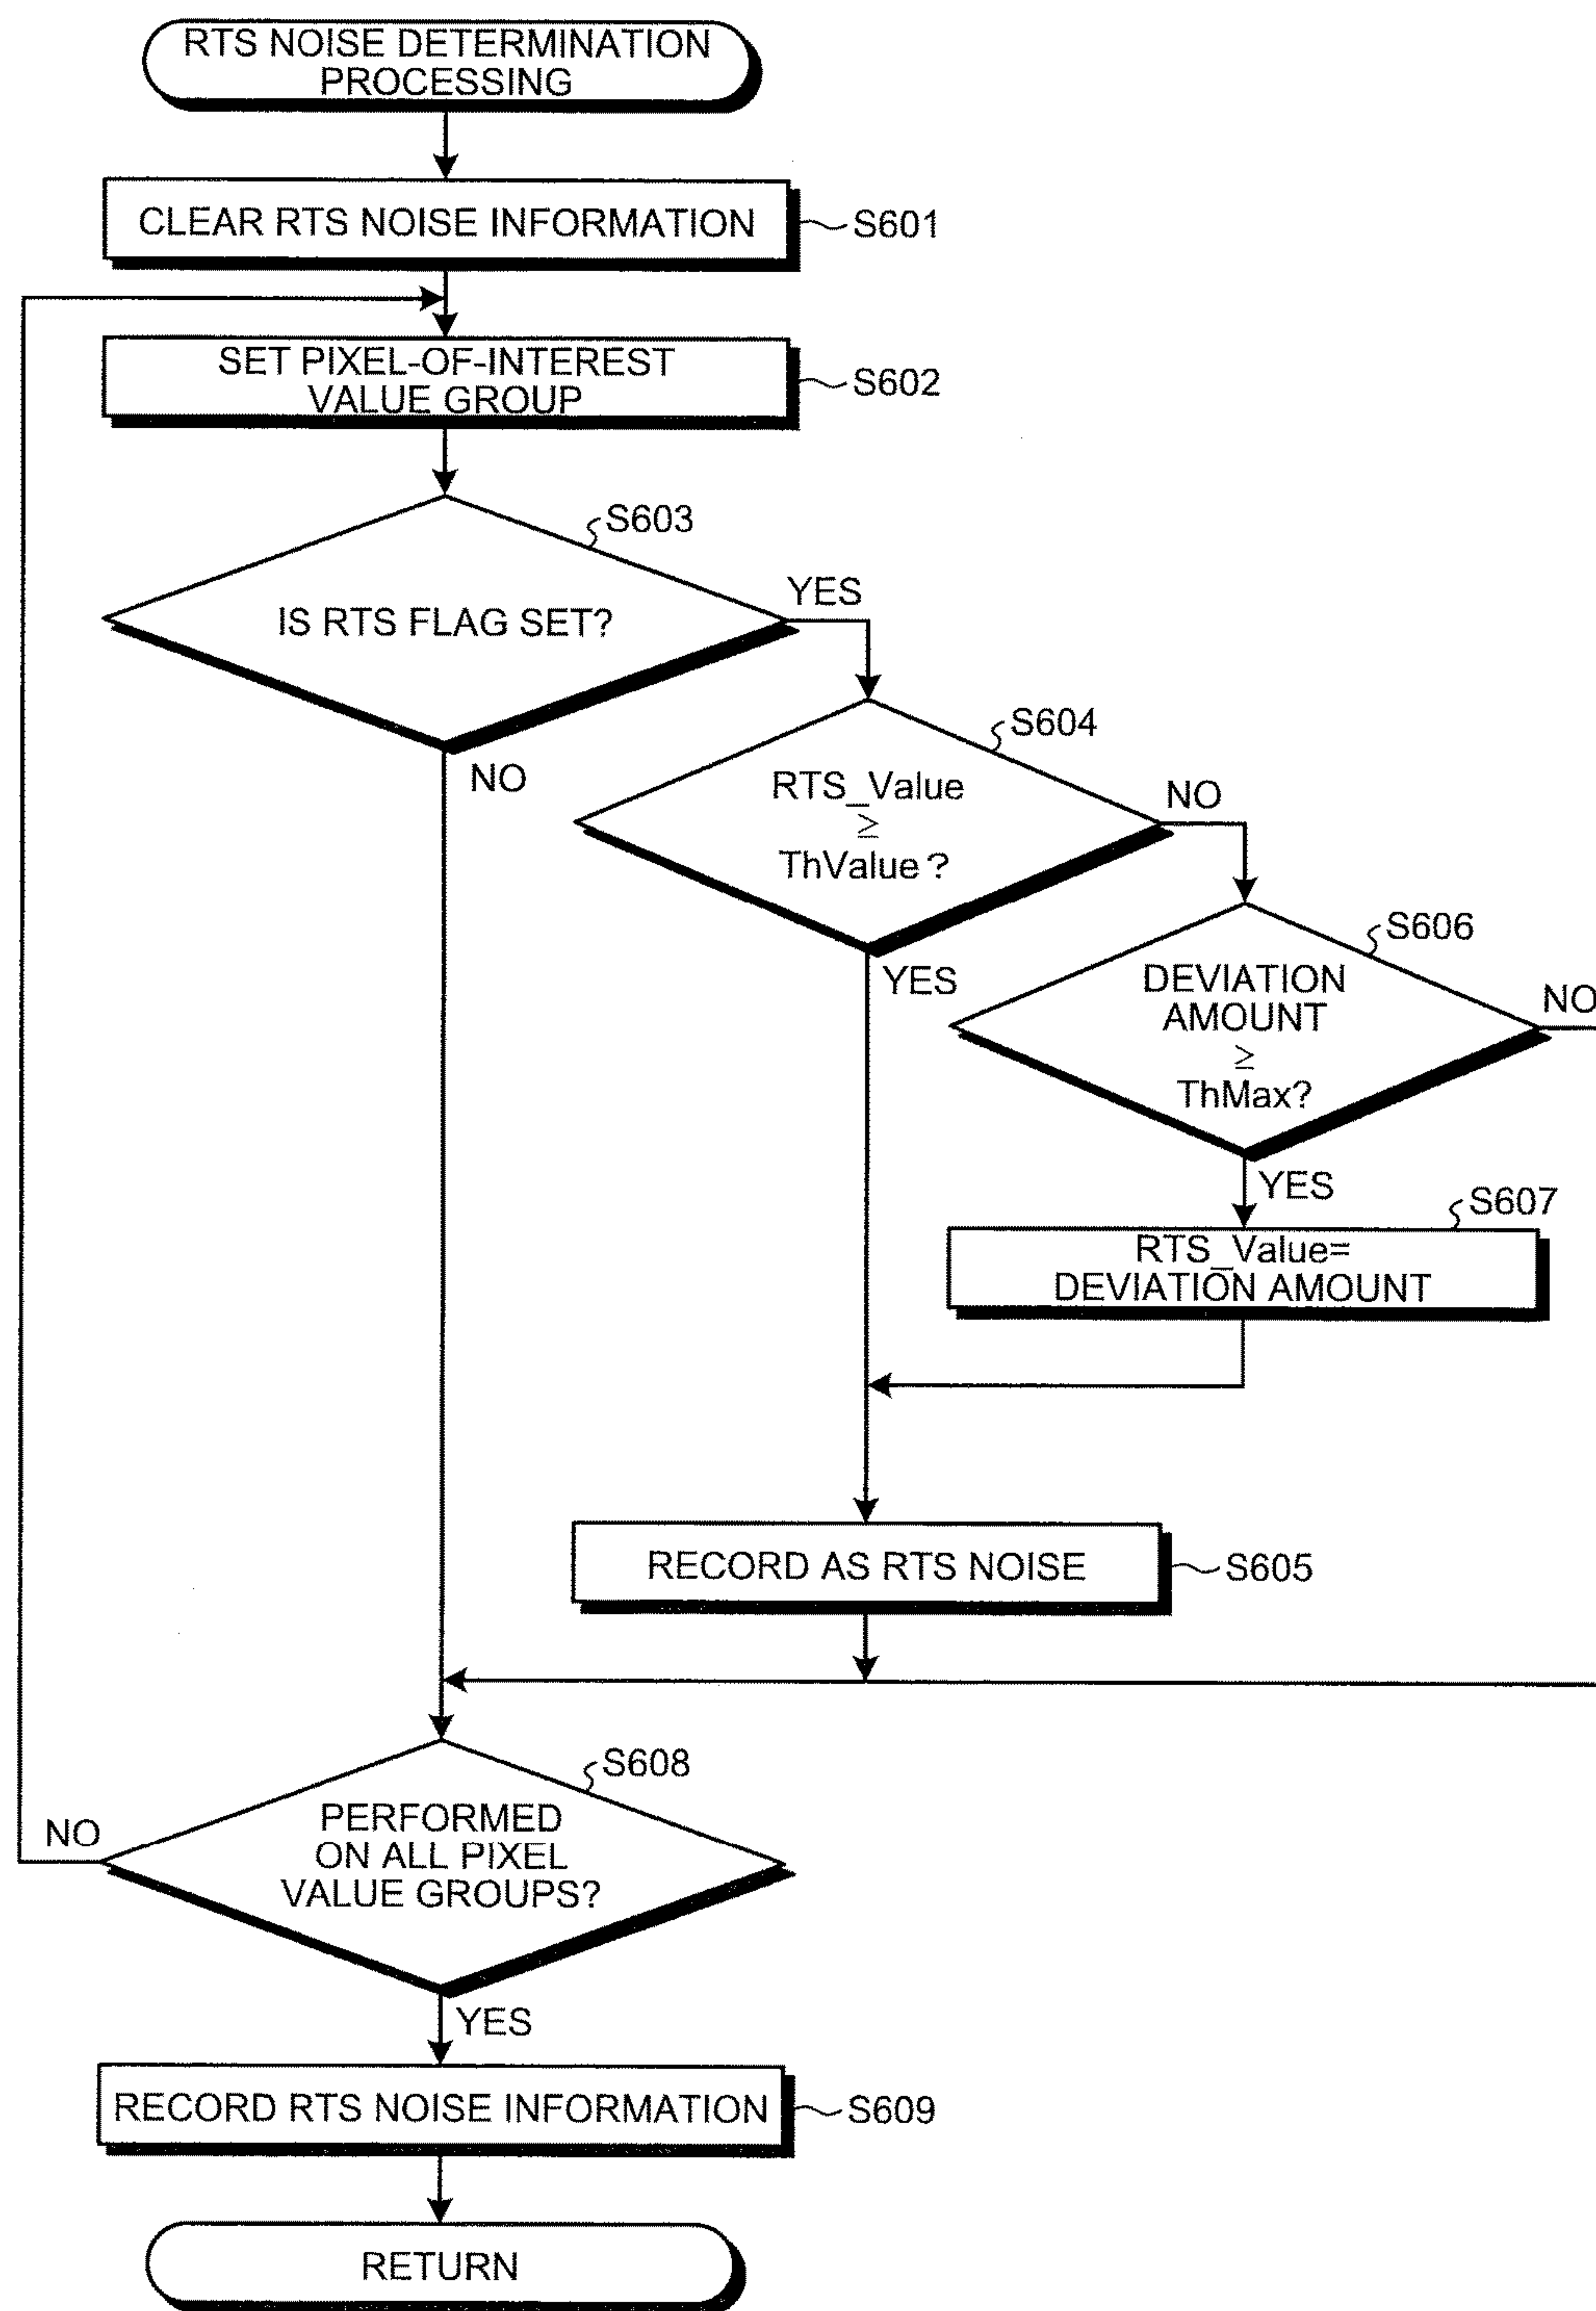 RTS NOISE DETERMINATION
PROCESSING
CLEAR RTS NOISE INFORMATION
S601
SET PIXEL-OF-INTEREST
VALUE GROUP
S602
S603
IS RTS FLAG SET?
YES
NO
S604
RTS_Value
≥
ThValue?
NO
YES
S606
DEVIATION
AMOUNT
≥
ThMax?
NO
YES
S607
RTS_Value=
DEVIATION AMOUNT
RECORD AS RTS NOISE
S605
S608
PERFORMED
ON ALL PIXEL
VALUE GROUPS?
NO
YES
RECORD RTS NOISE INFORMATION
S609
RETURN